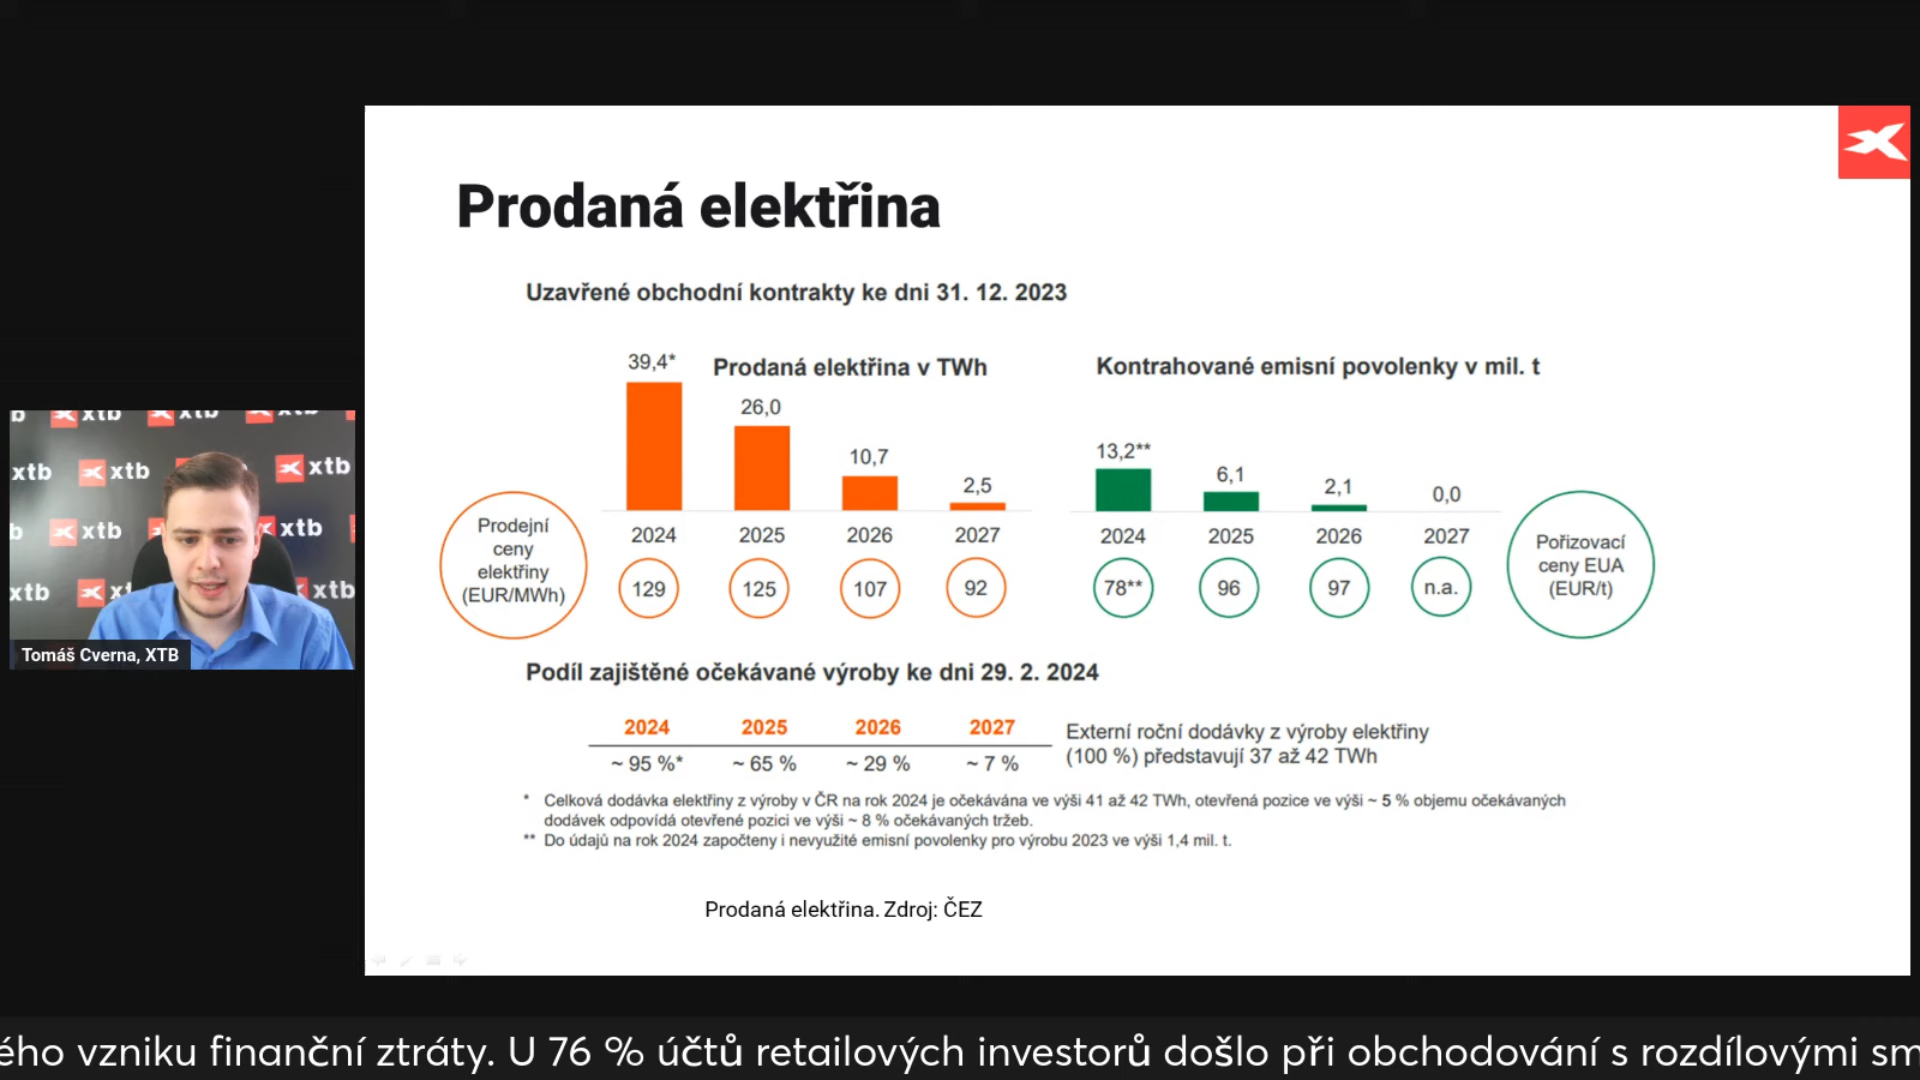 Prodaná elektřina
Uzavřené obchodní kontrakty ke dni 31. 12. 2023
Prodaná elektřina v TWh
39,4*
26,0
10,7
2,5
2024
2025
2026
2027
Prodejní
ceny
elektřiny
(EUR/MWh)
129
125
107
92
Kontrahované emisní povolenky v mil. t
13,2**
6,1
2,1
0,0
2024
2025
2026
2027
78**
96
97
n.a.
Pořizovací
ceny EUA
(EUR/t)
Podíl zajištěné očekávané výroby ke dni 29. 2. 2024
2024 2025 2026 2027
~ 95 %* ~ 65 % ~ 29 % ~ 7 %
Externí roční dodávky z výroby elektřiny
(100 %) představují 37 až 42 TWh
* Celková dodávka elektřiny z výroby v ČR na rok 2024 je očekávána ve výši 41 až 42 TWh, otevřená pozice ve výši ~ 5 % objemu očekávaných
dodávek odpovídá otevřené pozici ve výši ~ 8 % očekávaných tržeb.
** Do údajů na rok 2024 započteny i nevyužité emisní povolenky pro výrobu 2023 ve výši 1,4 mil. t.
Prodaná elektřina. Zdroj: ČEZ
xtb xtb xtb
xtb xtb
xtb xtb
xtb xtb
Tomáš Cverna, XTB
ého vzniku finanční ztráty. U 76 % účtů retailových investorů došlo při obchodování s rozdílovými sm